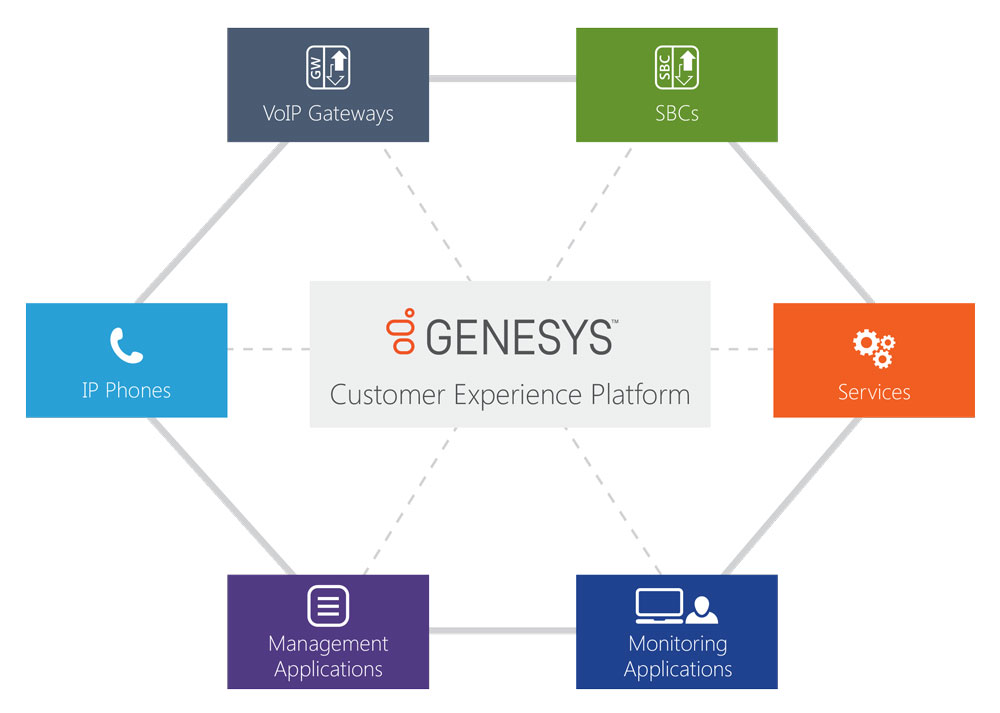 GW
VoIP Gateways
SBC
SBCs
IP Phones
GENESYS™
Customer Experience Platform
Services
Management
Applications
Monitoring
Applications